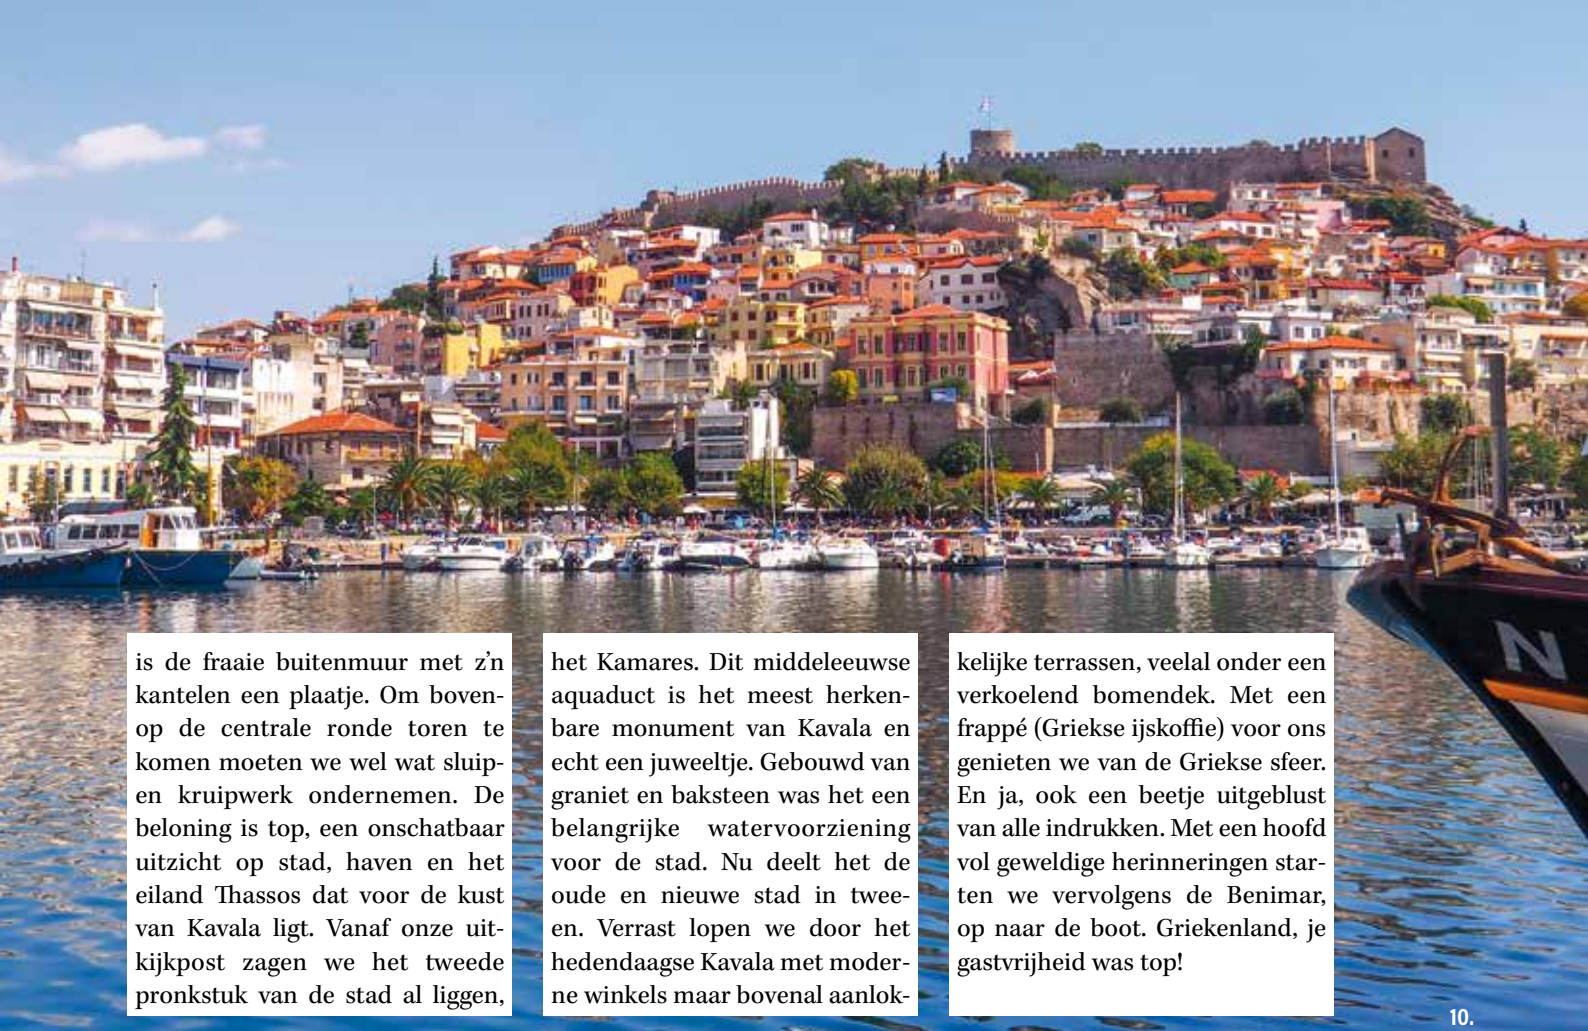 is de fraaie buitenmuur met z'n
kantelen een plaatje. Om boven-
op de centrale ronde toren te
komen moeten we wel wat sluip-
en kruipwerk ondernemen. De
beloning is top, een onschatbaar
uitzicht op stad, haven en het
eiland Thassos dat voor de kust
van Kavala ligt. Vanaf onze uit-
kijkpost zagen we het tweede
pronkstuk van de stad al liggen,
het Kamares. Dit middeleeuwse
aquaduct is het meest herken-
bare monument van Kavala en
echt een juweeltje. Gebouwd van
graniet en baksteen was het een
belangrijke watervoorziening
voor de stad. Nu deelt het de
oude en nieuwe stad in twee-
en. Verrast lopen we door het
hedendaagse Kavala met moder-
ne winkels maar bovenal aanlok-
kelijke terrassen, veelal onder een
verkoelend bomendek. Met een
frappé (Griekse ijskoffie) voor ons
genieten we van de Griekse sfeer.
En ja, ook een beetje uitgeblust
van alle indrukken. Met een hoofd
vol geweldige herinneringen star-
ten we vervolgens de Benimar,
op naar de boot. Griekenland, je
gastvrijheid was top!
N
10.